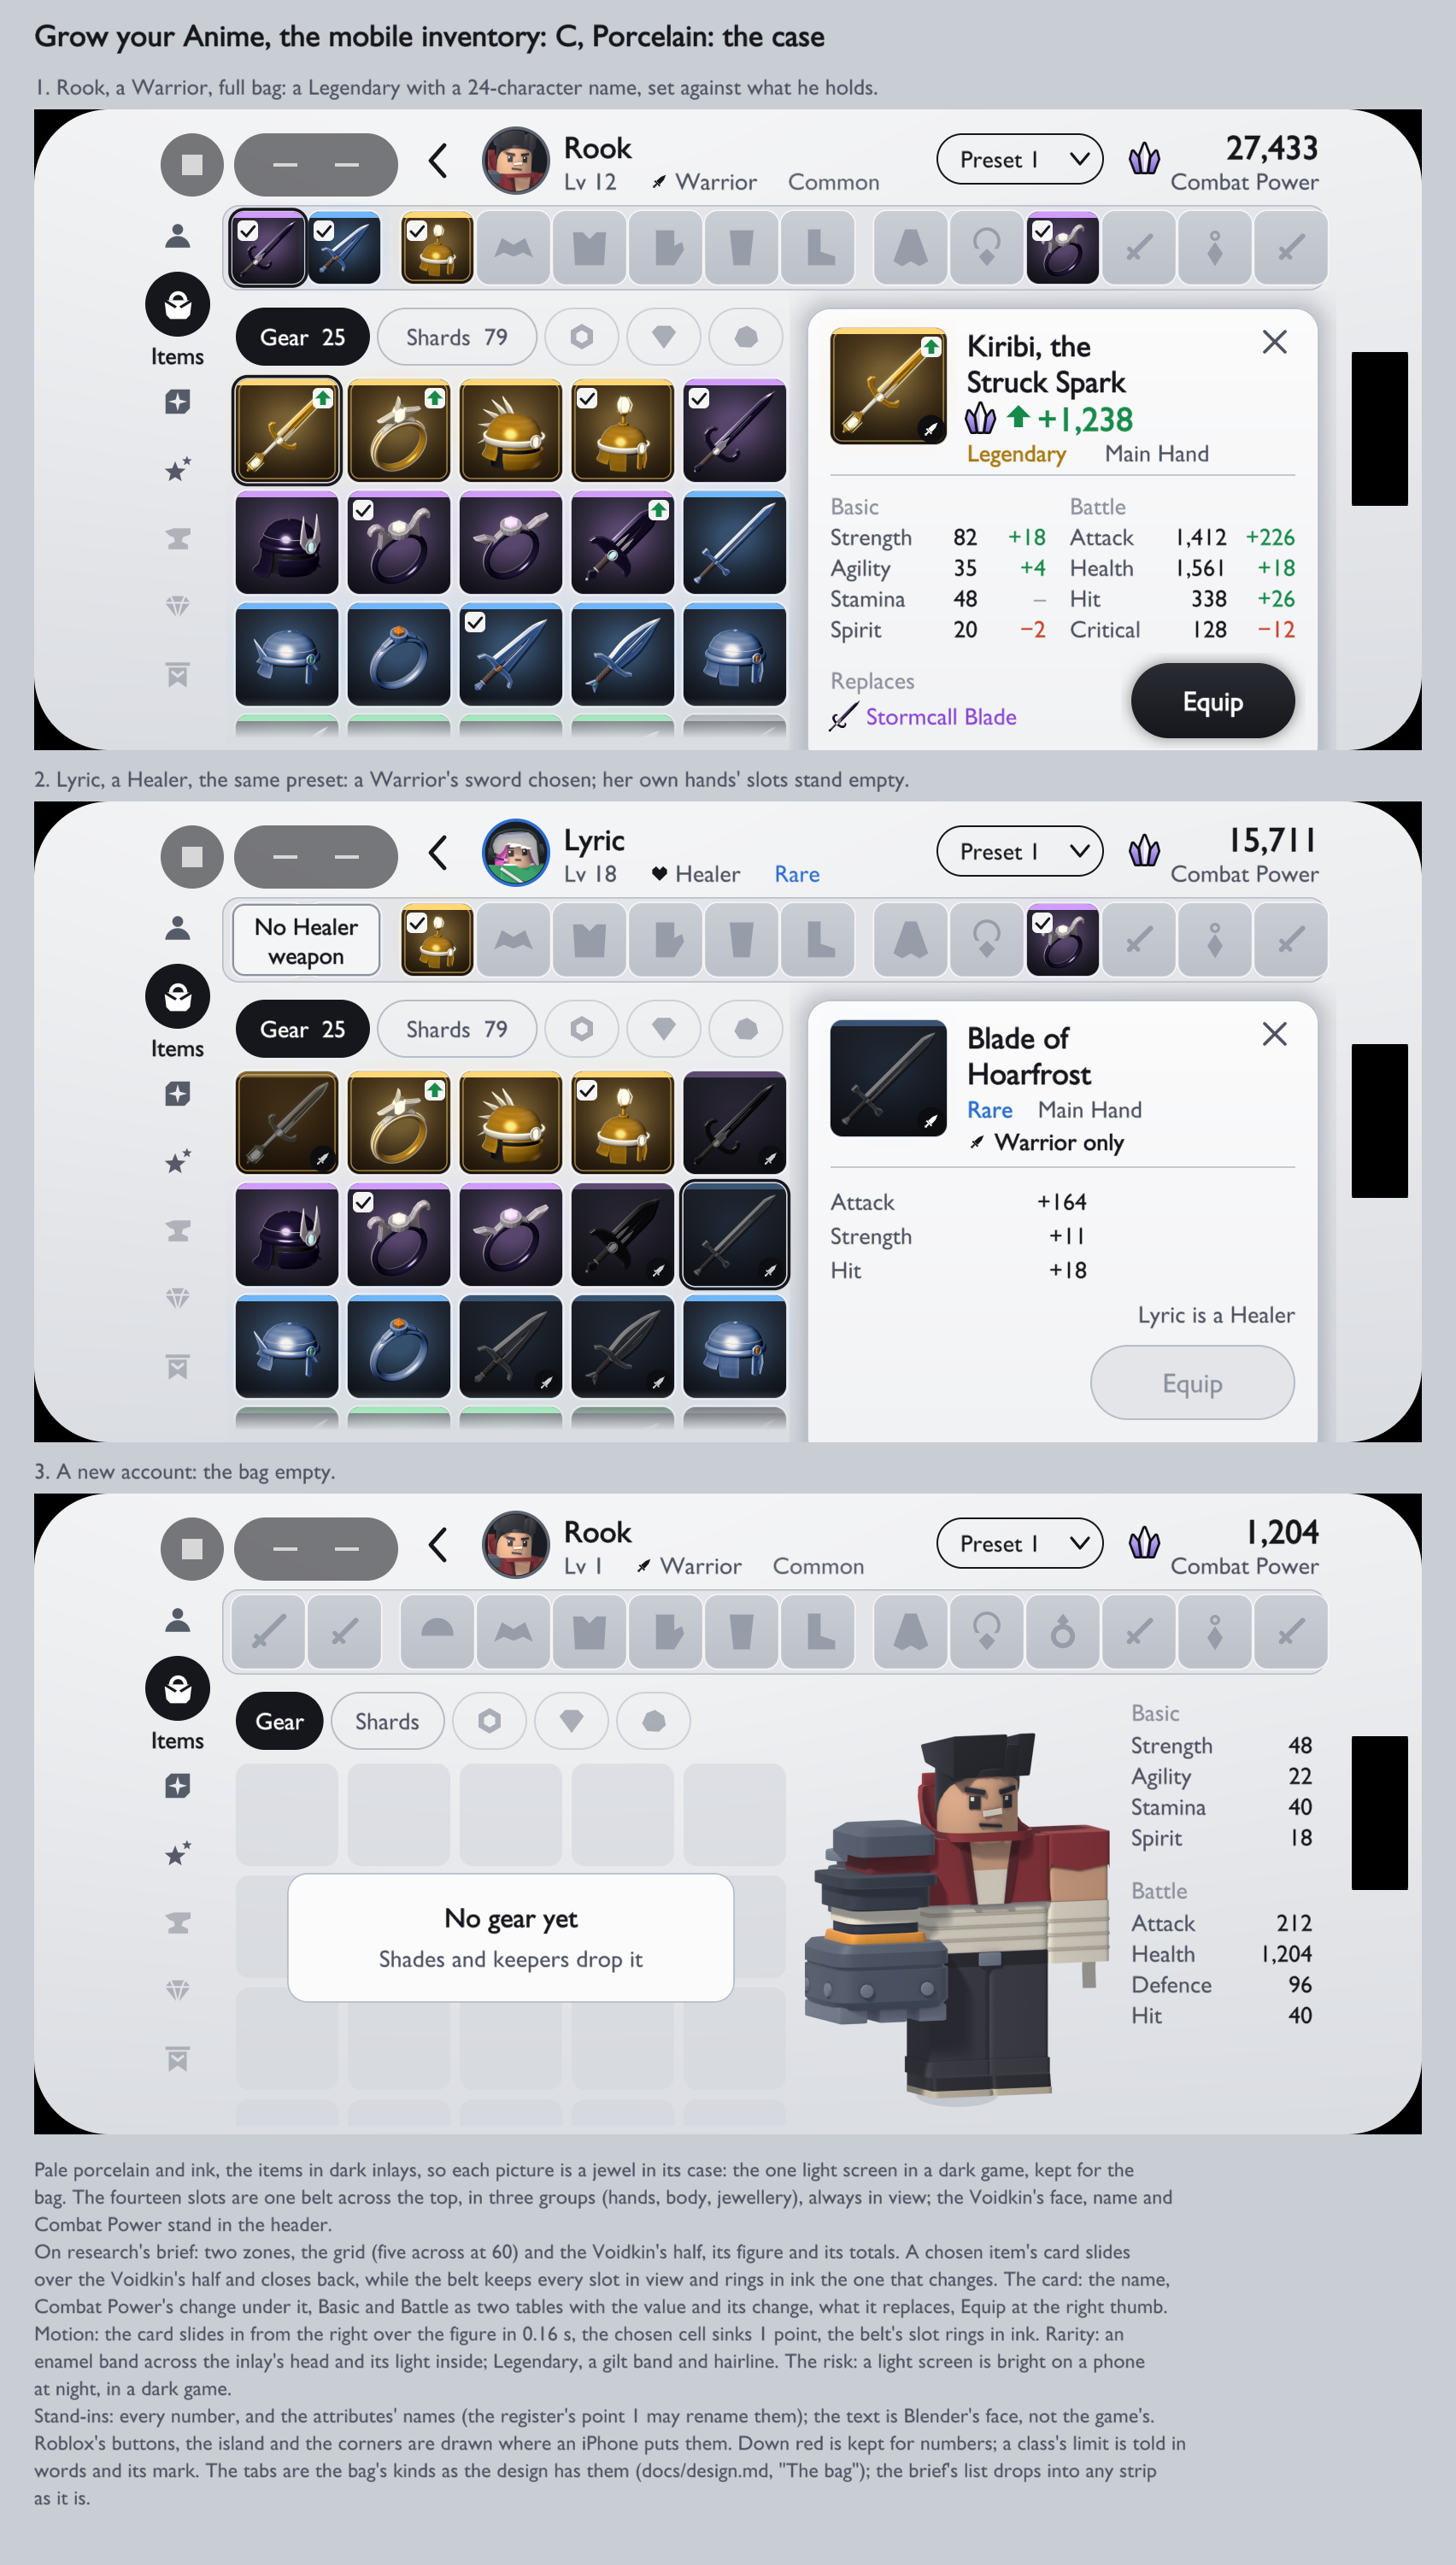 Grow your Anime, the mobile inventory: C, Porcelain: the case
1. Rook, a Warrior, full bag: a Legendary with a 24-character name, set against what he holds.
Rook
Lv 12 Warrior Common
Preset 1
27,433
Combat Power
Items
Gear 25
Shards 79
Kiribi, the
Struck Spark
+1,238
Legendary Main Hand
Basic Battle
Strength 82 +18 Attack 1,412 +226
Agility 35 +4 Health 1,561 +18
Stamina 48 – Hit 338 +26
Spirit 20 −2 Critical 128 −12
Replaces
Stormcall Blade
Equip
2. Lyric, a Healer, the same preset: a Warrior's sword chosen; her own hands' slots stand empty.
Lyric
Lv 18 Healer Rare
Preset 1
15,711
Combat Power
No Healer
weapon
Items
Gear 25
Shards 79
Blade of
Hoarfrost
Rare Main Hand
Warrior only
Attack +164
Strength +11
Hit +18
Lyric is a Healer
Equip
3. A new account: the bag empty.
Rook
Lv 1 Warrior Common
Preset 1
1,204
Combat Power
Items
Gear
Shards
No gear yet
Shades and keepers drop it
Basic
Strength 48
Agility 22
Stamina 40
Spirit 18
Battle
Attack 212
Health 1,204
Defence 96
Hit 40
Pale porcelain and ink, the items in dark inlays, so each picture is a jewel in its case: the one light screen in a dark game, kept for the
bag. The fourteen slots are one belt across the top, in three groups (hands, body, jewellery), always in view; the Voidkin's face, name and
Combat Power stand in the header.
On research's brief: two zones, the grid (five across at 60) and the Voidkin's half, its figure and its totals. A chosen item's card slides
over the Voidkin's half and closes back, while the belt keeps every slot in view and rings in ink the one that changes. The card: the name,
Combat Power's change under it, Basic and Battle as two tables with the value and its change, what it replaces, Equip at the right thumb.
Motion: the card slides in from the right over the figure in 0.16 s, the chosen cell sinks 1 point, the belt's slot rings in ink. Rarity: an
enamel band across the inlay's head and its light inside; Legendary, a gilt band and hairline. The risk: a light screen is bright on a phone
at night, in a dark game.
Stand-ins: every number, and the attributes' names (the register's point 1 may rename them); the text is Blender's face, not the game's.
Roblox's buttons, the island and the corners are drawn where an iPhone puts them. Down red is kept for numbers; a class's limit is told in
words and its mark. The tabs are the bag's kinds as the design has them (docs/design.md, "The bag"); the brief's list drops into any strip
as it is.